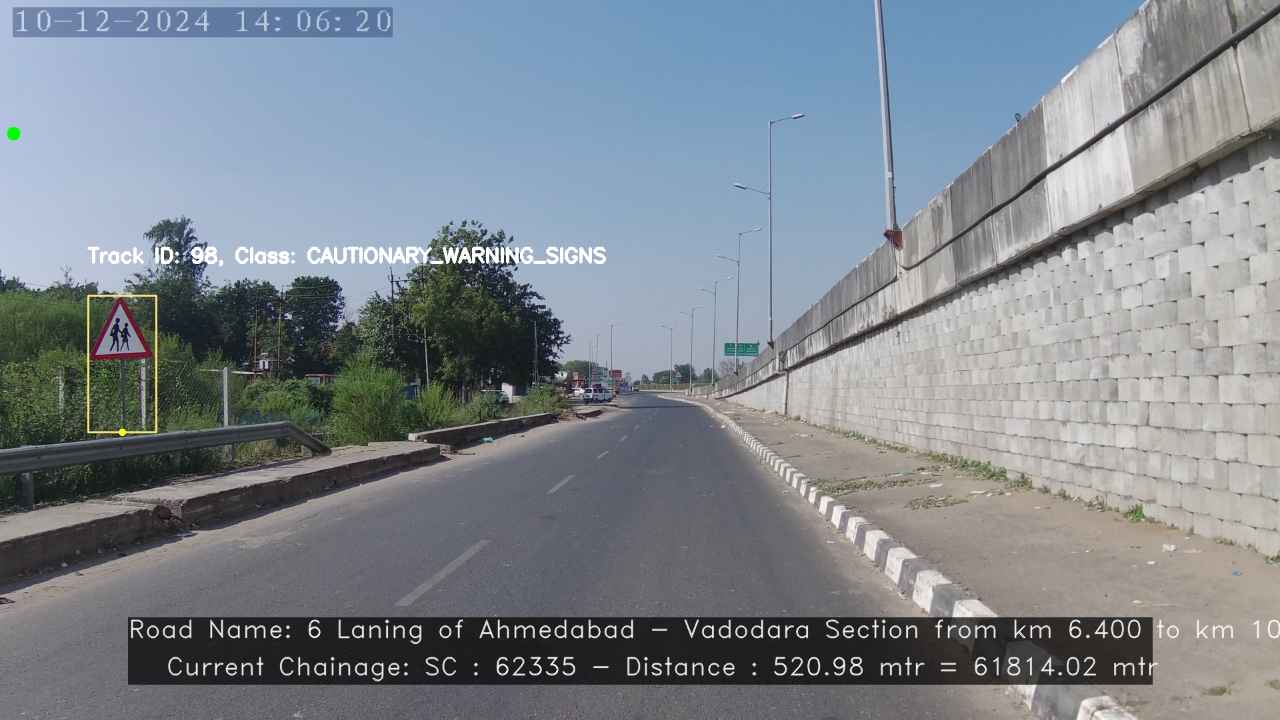 10-12-2024 14:06:20
Track ID: 98, Class: CAUTIONARY_WARNING_SIGNS
Road Name: 6 Laning of Ahmedabad - Vadodara Section from km 6.400 to km 10
Current Chainage: SC : 62335 - Distance : 520.98 mtr = 61814.02 mtr